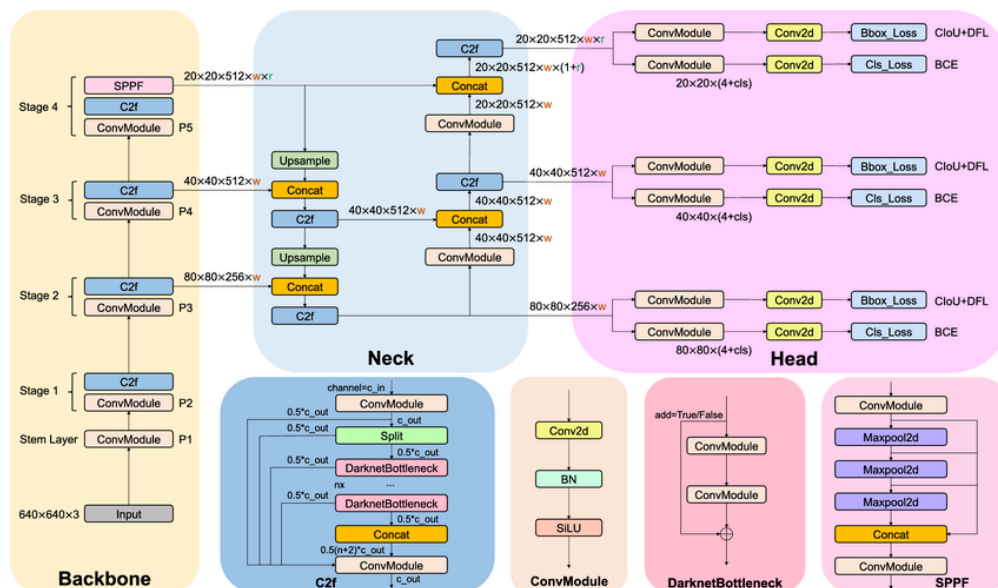 20×20×512×w×r
SPPF
20×20×512×w×r
Stage 4
C2f
ConvModule
P5
C2f
20×20×512×w×(1+r)
Concat
20×20×512×w
ConvModule
ConvModule
Conv2d
Bbox_Loss
CIoU+DFL
ConvModule
Conv2d
Cls_Loss
BCE
20×20×(4+cls)
Upsample
Stage 3
C2f
40×40×512×w
Concat
ConvModule
P4
C2f
40×40×512×w
C2f
40×40×512×w
40×40×512×w
Concat
40×40×512×w
ConvModule
ConvModule
Conv2d
Bbox_Loss
CIoU+DFL
ConvModule
Conv2d
Cls_Loss
BCE
40×40×(4+cls)
Upsample
Stage 2
C2f
80×80×256×w
Concat
ConvModule
P3
C2f
80×80×256×w
ConvModule
Conv2d
Bbox_Loss
CIoU+DFL
ConvModule
Conv2d
Cls_Loss
BCE
80×80×(4+cls)
Neck
Head
Stage 1
C2f
ConvModule
P2
Stem Layer
ConvModule
P1
640×640×3
Input
Backbone
channel=c_in
ConvModule
0.5*c_out
c_out
0.5*c_out
Split
0.5*c_out
0.5*c_out
DarknetBottleneck
nx
...
0.5*c_out
DarknetBottleneck
0.5*c_out
Concat
0.5(n+2)*c_out
ConvModule
C2f
c_out
Conv2d
BN
SiLU
ConvModule
add=True/False
ConvModule
ConvModule
DarknetBottleneck
ConvModule
Maxpool2d
Maxpool2d
Maxpool2d
Concat
ConvModule
SPPF